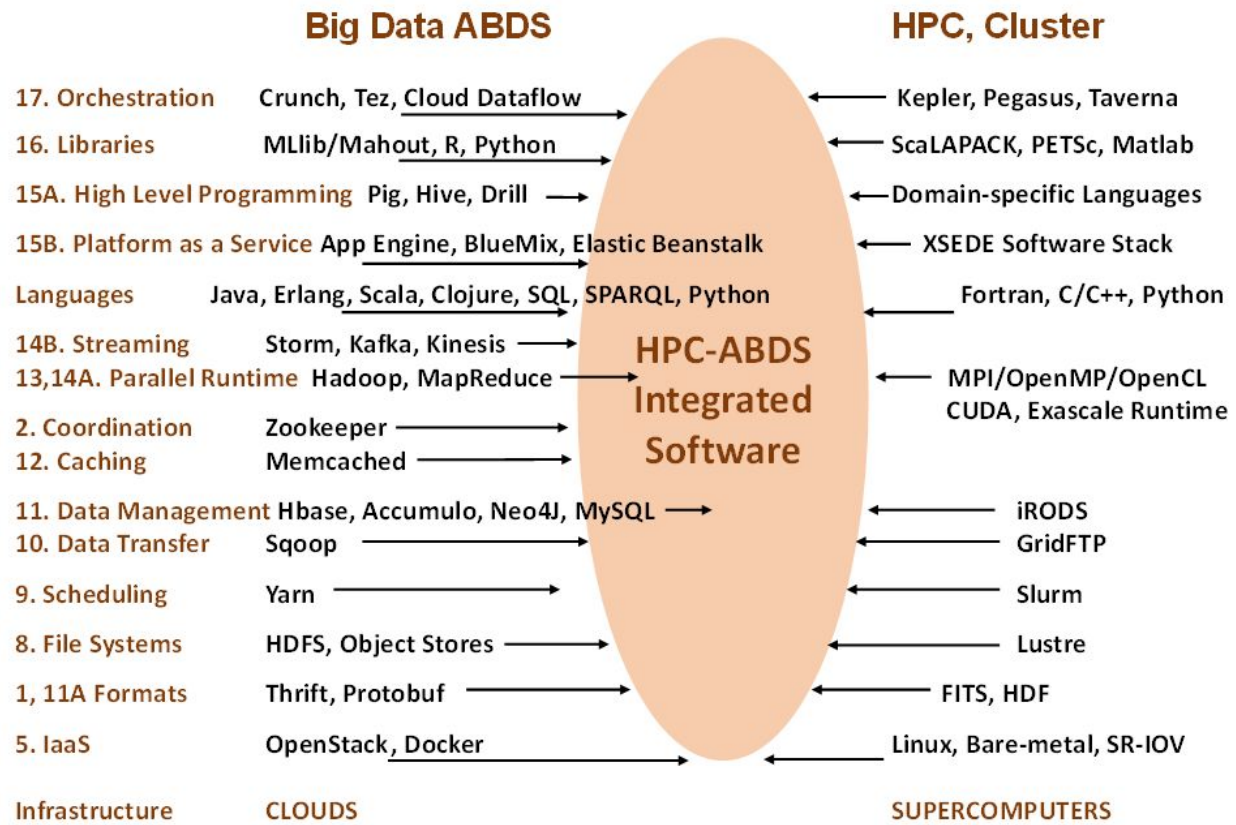 Big Data ABDS HPC, Cluster
17. Orchestration Crunch, Tez, Cloud Dataflow Kepler, Pegasus, Taverna
16. Libraries MLlib/Mahout, R, Python ScaLAPACK, PETSc, Matlab
15A. High Level Programming Pig, Hive, Drill Domain-specific Languages
15B. Platform as a Service App Engine, BlueMix, Elastic Beanstalk XSEDE Software Stack
Languages Java, Erlang, Scala, Clojure, SQL, SPARQL, Python Fortran, C/C++, Python
14B. Streaming Storm, Kafka, Kinesis
13,14A. Parallel Runtime Hadoop, MapReduce MPI/OpenMP/OpenCL
CUDA, Exascale Runtime
HPC-ABDS
Integrated
Software
2. Coordination Zookeeper
12. Caching Memcached
11. Data Management Hbase, Accumulo, Neo4J, MySQL iRODS
10. Data Transfer Sqoop GridFTP
9. Scheduling Yarn Slurm
8. File Systems HDFS, Object Stores Lustre
1, 11A Formats Thrift, Protobuf FITS, HDF
5. IaaS OpenStack, Docker Linux, Bare-metal, SR-IOV
Infrastructure CLOUDS SUPERCOMPUTERS